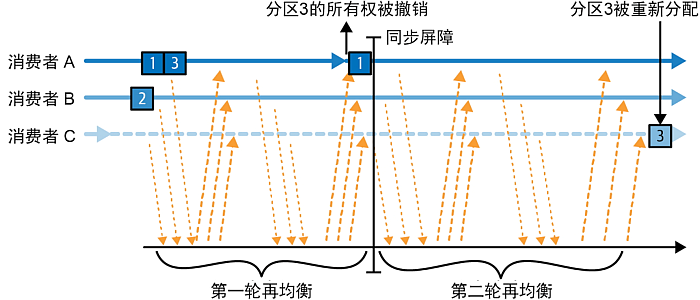 分区3的所有权被撤销
分区3被重新分配
同步屏障
消费者 A
1 3
1
消费者 B
2
消费者 C
3
第一轮再均衡
第二轮再均衡